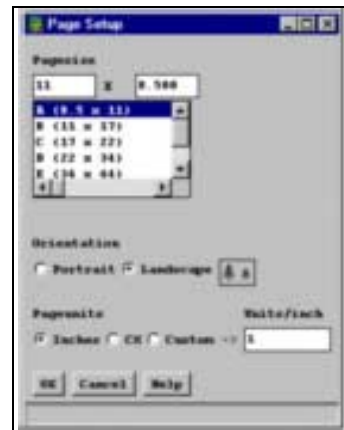 Page Setup
Pagesize
11 X 8.500
A (8.5 x 11)
B (11 x 17)
C (17 x 22)
D (22 x 34)
E (34 x 44)
Orientation
Portrait Landscape
Pageunits Units/inch
Inches CM Custom -> 1
OK Cancel Help